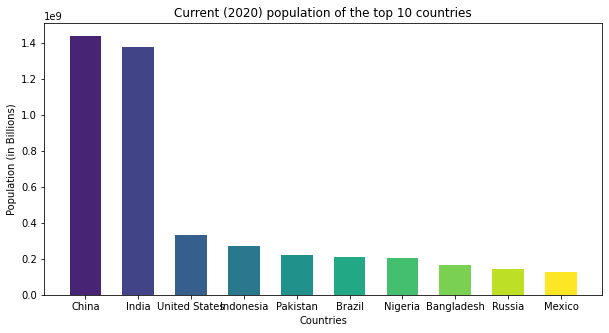 Current (2020) population of the top 10 countries
1e9
1.4
1.2
1.0
0.8
0.6
0.4
0.2
0.0
Population (in Billions)
China India United States Indonesia Pakistan Brazil Nigeria Bangladesh Russia Mexico
Countries